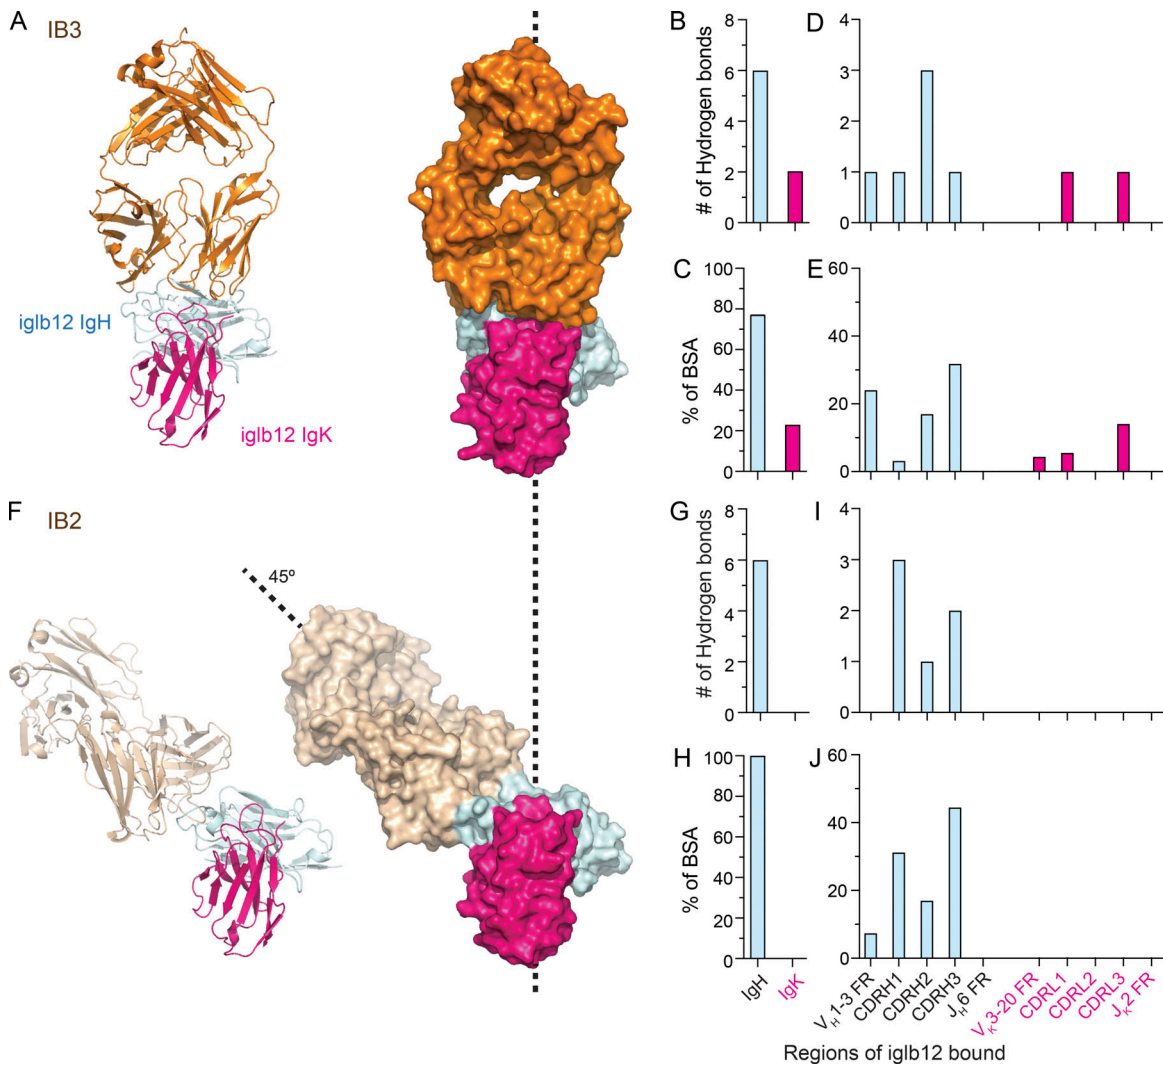 A
IB3
iglb12 IgH
iglb12 IgK
B
# of Hydrogen bonds
8
6
4
2
0
D
4
3
2
1
0
C
% of BSA
100
80
60
40
20
0
E
60
40
20
0
F
IB2
45º
G
# of Hydrogen bonds
8
6
4
2
0
I
4
3
2
1
0
H
% of BSA
100
80
60
40
20
0
IgH
IgK
J
60
40
20
0
VH1-3 FR
CDRH1
CDRH2
CDRH3
JH6 FR
VK3-20 FR
CDRL1
CDRL2
CDRL3
JK2 FR
Regions of iglb12 bound